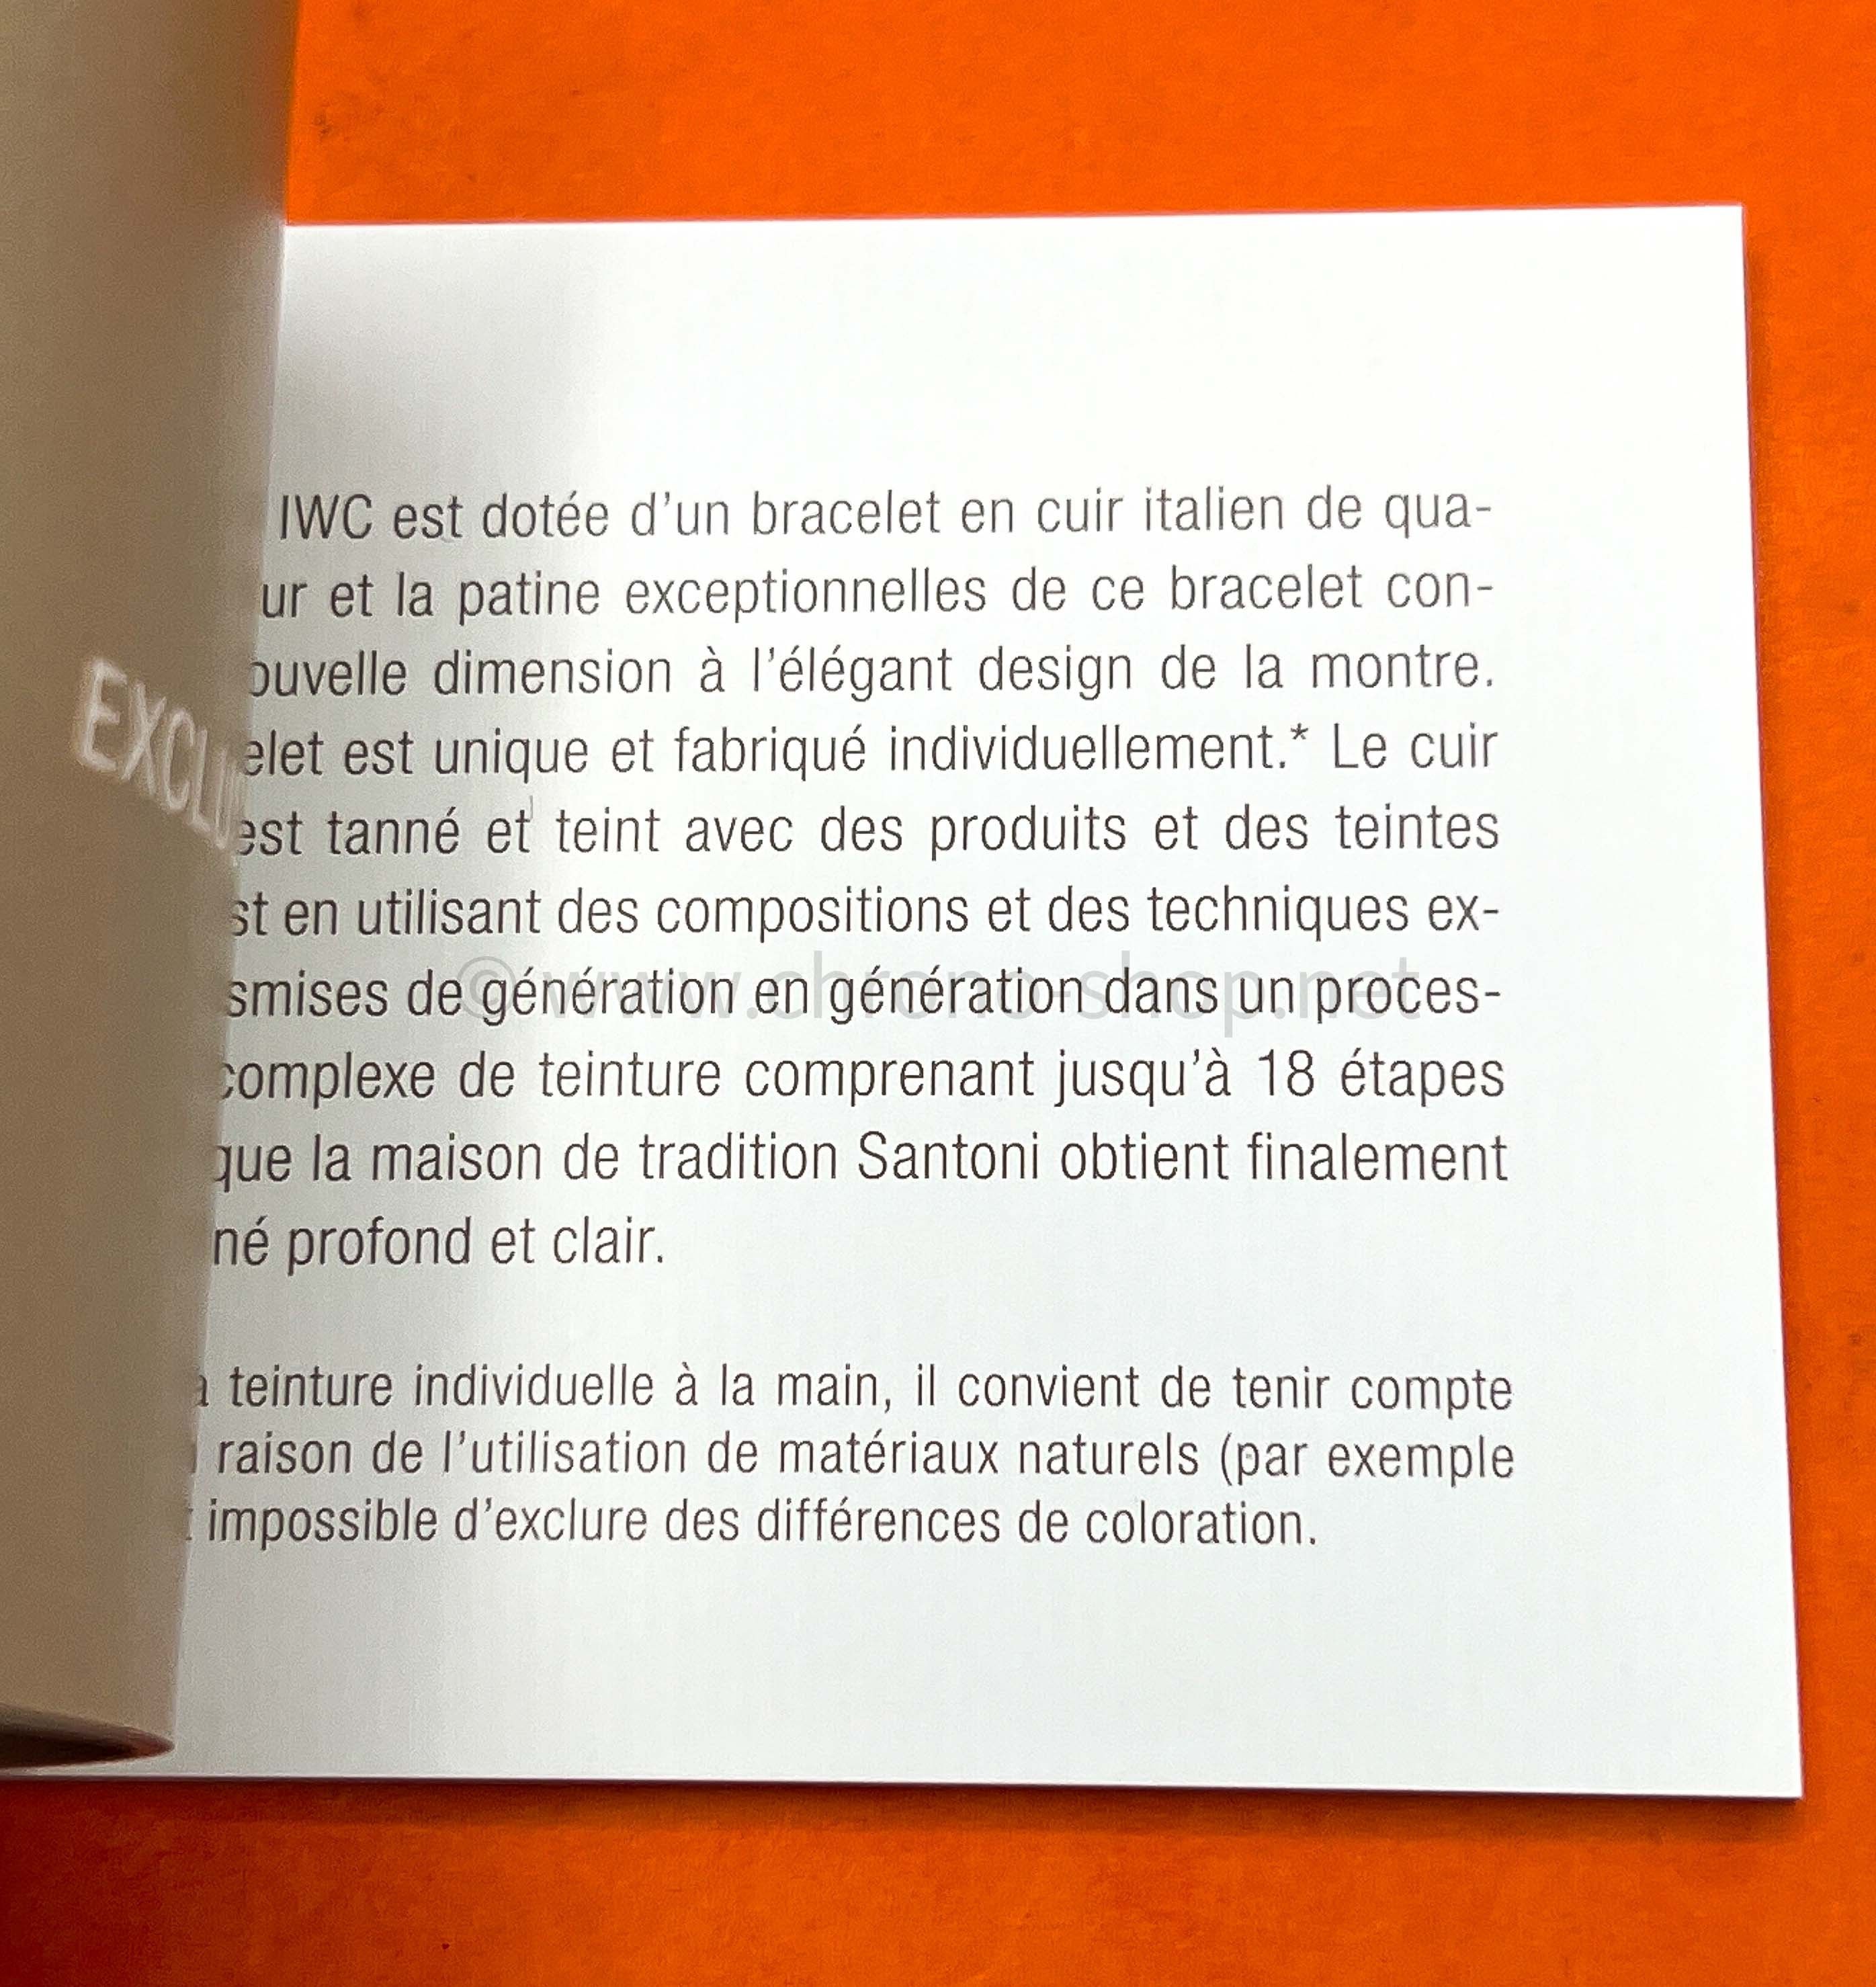 IWC est dotée d'un bracelet en cuir italien de qua-
ur et la patine exceptionnelles de ce bracelet con-
ouvelle dimension à l'élégant design de la montre.
elet est unique et fabriqué individuellement.* Le cuir
est tanné et teint avec des produits et des teintes
st en utilisant des compositions et des techniques ex-
smises de génération en génération dans un proces-
complexe de teinture comprenant jusqu'à 18 étapes
que la maison de tradition Santoni obtient finalement
né profond et clair.
teinture individuelle à la main, il convient de tenir compte
raison de l'utilisation de matériaux naturels (par exemple
impossible d'exclure des différences de coloration.
EXCLU
© www.chrono-shop.net